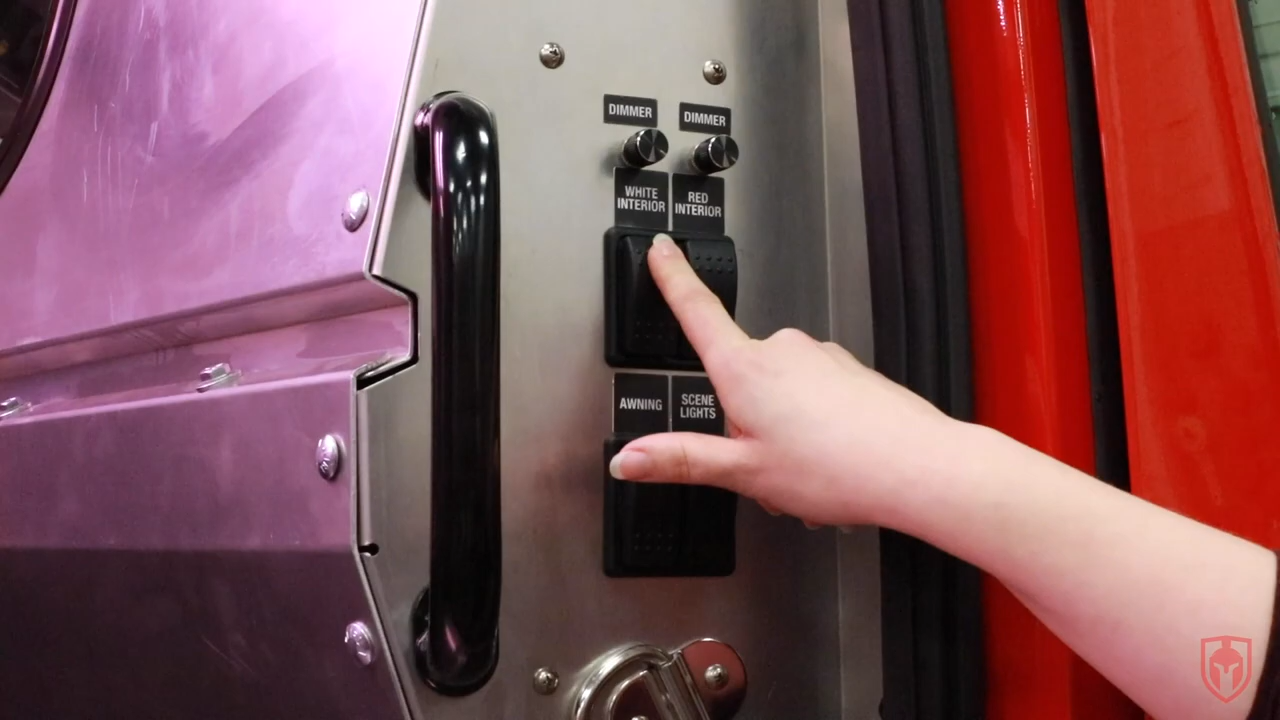 DIMMER
DIMMER
WHITE
INTERIOR
RED
INTERIOR
AWNING
SCENE
LIGHTS